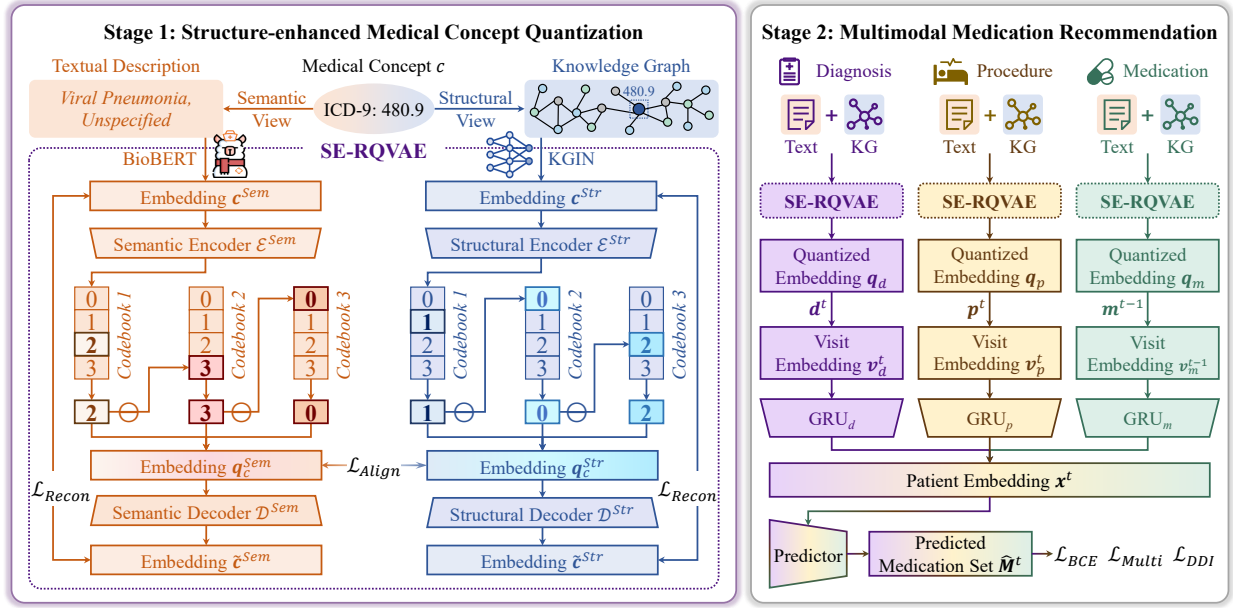 Stage 1: Structure-enhanced Medical Concept Quantization
Textual Description
Medical Concept c
Knowledge Graph
Viral Pneumonia,
Unspecified
Semantic
View
ICD-9: 480.9
Structural
View
480.9
BioBERT
SE-RQVAE
KGIN
Embedding c^Sem
Embedding c^Str
Semantic Encoder ℰ^Sem
Structural Encoder ℰ^Str
0
1
2
3
Codebook 1
0
1
2
3
Codebook 2
0
1
2
3
Codebook 3
0
1
2
3
Codebook 1
0
1
2
3
Codebook 2
0
1
2
3
Codebook 3
2
3
0
1
0
2
Embedding q_c^Sem
ℒ_Align
Embedding q_c^Str
ℒ_Recon
ℒ_Recon
Semantic Decoder 𝒟^Sem
Structural Decoder 𝒟^Str
Embedding c̃^Sem
Embedding c̃^Str
Stage 2: Multimodal Medication Recommendation
Diagnosis
Procedure
Medication
+
+
+
Text KG
Text KG
Text KG
SE-RQVAE
SE-RQVAE
SE-RQVAE
Quantized
Embedding q_d
Quantized
Embedding q_p
Quantized
Embedding q_m
d^t
p^t
m^t-1
Visit
Embedding v_d^t
Visit
Embedding v_p^t
Visit
Embedding v_m^t-1
GRU_d
GRU_p
GRU_m
Patient Embedding x^t
Predictor
Predicted
Medication Set M̂^t
ℒ_BCE ℒ_Multi ℒ_DDI